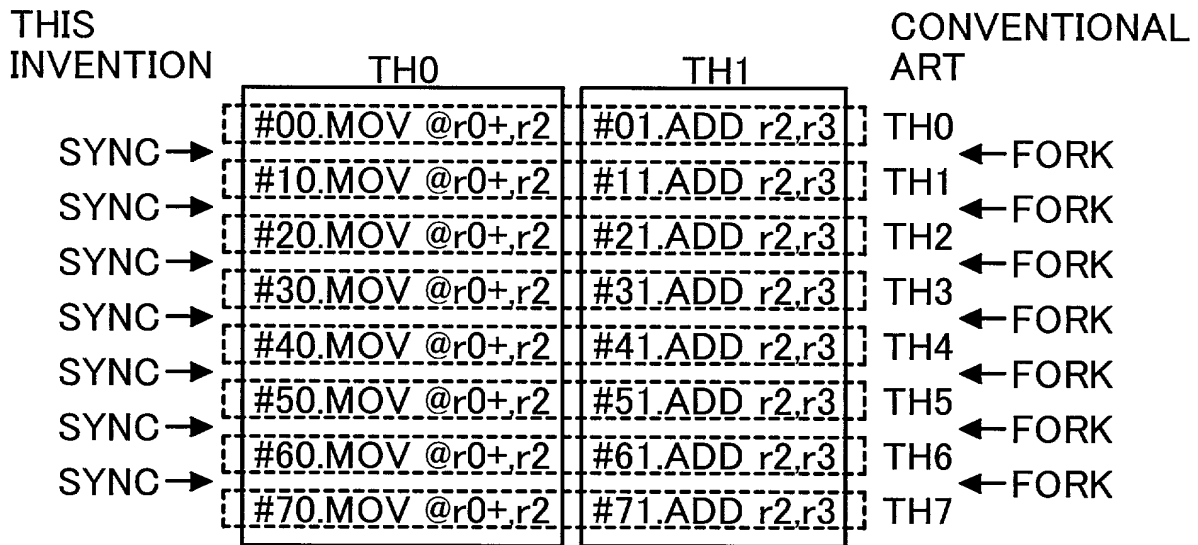 THIS INVENTION TH0 TH1 CONVENTIONAL ART
#00.MOV @r0+,r2 #01.ADD r2,r3 TH0
SYNC→ ←FORK
#10.MOV @r0+,r2 #11.ADD r2,r3 TH1
SYNC→ ←FORK
#20.MOV @r0+,r2 #21.ADD r2,r3 TH2
SYNC→ ←FORK
#30.MOV @r0+,r2 #31.ADD r2,r3 TH3
SYNC→ ←FORK
#40.MOV @r0+,r2 #41.ADD r2,r3 TH4
SYNC→ ←FORK
#50.MOV @r0+,r2 #51.ADD r2,r3 TH5
SYNC→ ←FORK
#60.MOV @r0+,r2 #61.ADD r2,r3 TH6
SYNC→ ←FORK
#70.MOV @r0+,r2 #71.ADD r2,r3 TH7